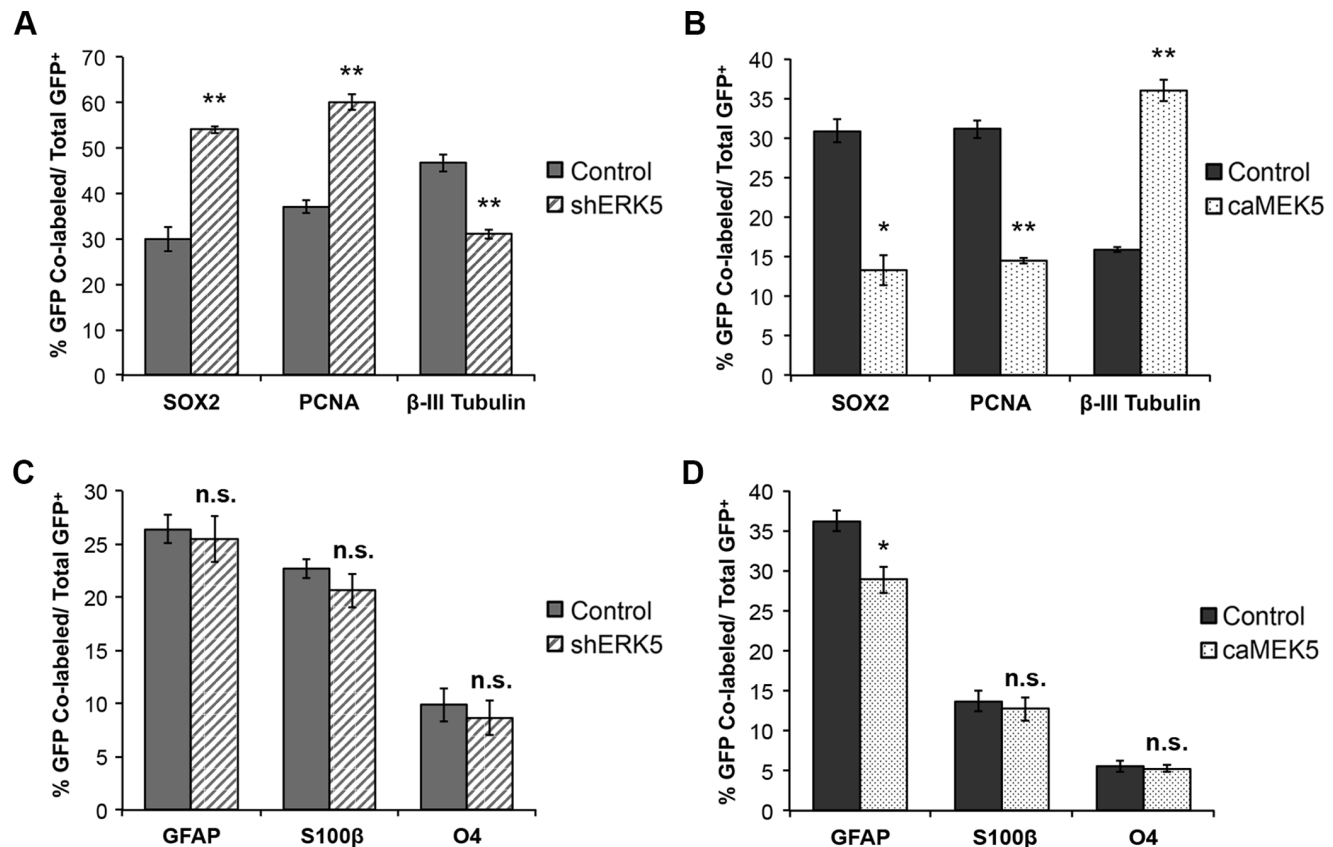 A
% GFP Co-labeled/ Total GFP⁺
70
60
50
40
30
20
10
0
**
**
**
SOX2 PCNA β-III Tubulin
Control
shERK5
B
% GFP Co-labeled/ Total GFP⁺
40
35
30
25
20
15
10
5
0
*
**
**
SOX2 PCNA β-III Tubulin
Control
caMEK5
C
% GFP Co-labeled/ Total GFP⁺
30
25
20
15
10
5
0
n.s.
n.s.
n.s.
GFAP S100β O4
Control
shERK5
D
% GFP Co-labeled/ Total GFP⁺
40
35
30
25
20
15
10
5
0
*
n.s.
n.s.
GFAP S100β O4
Control
caMEK5